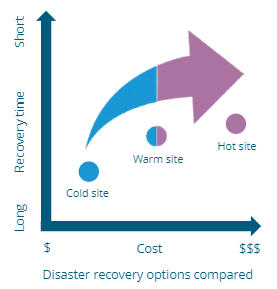 Short
Recovery time
Long
Hot site
Warm site
Cold site
$
Cost
$$$
Disaster recovery options compared